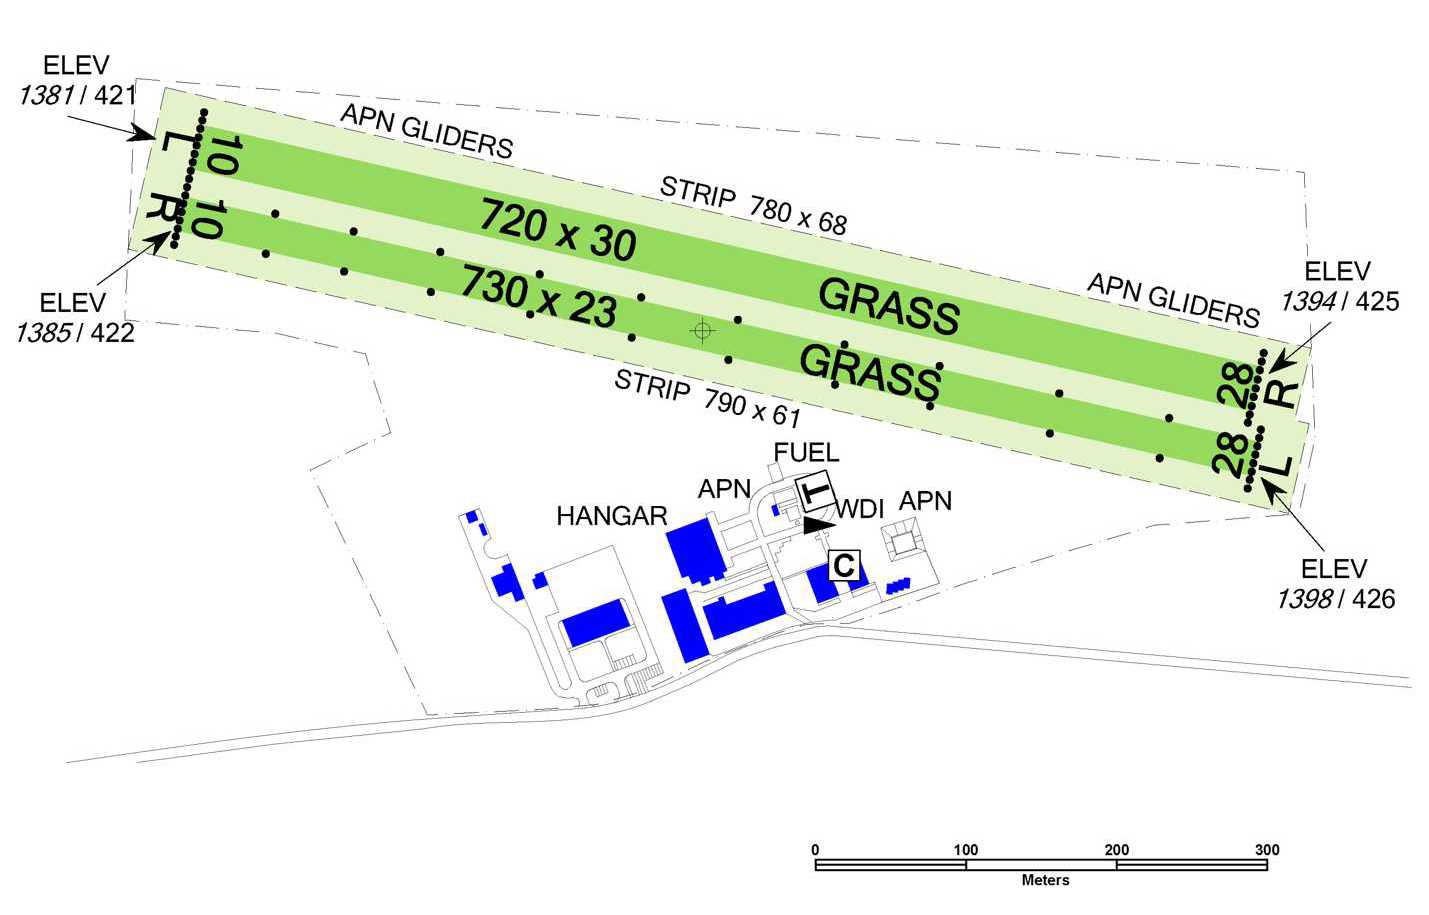 ELEV
1381 / 421
APN GLIDERS
STRIP 780 x 68
L
10
R
10
720 x 30
GRASS
730 x 23
GRASS
APN GLIDERS
ELEV
1394 / 425
ELEV
1385 / 422
28
R
28
L
STRIP 790 x 61
FUEL
APN
T
WDI
APN
HANGAR
C
ELEV
1398 / 426
0 100 200 300
Meters